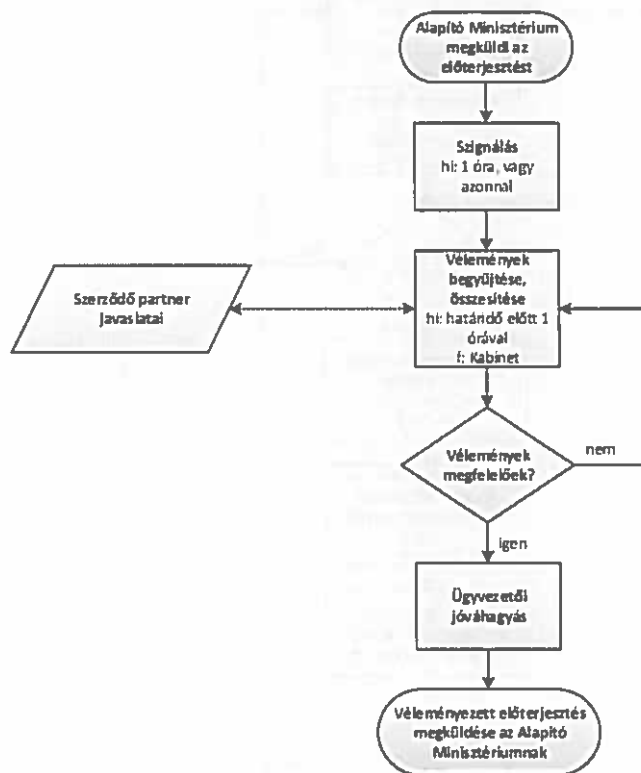 Alapító Minisztérium
megküldi az
előterjesztést
Szignálás
hi: 1 óra, vagy
azonnal
Vélemények
begyűjtése,
összesítése
hi: határidő előtt 1
órával
f: Kabinet
Szerződő partner
javaslatai
Vélemények
megfelelőek?
nem
igen
Ügyvezetői
jóváhagyás
Véleményezett előterjesztés
megküldése az Alapító
Minisztériumnak